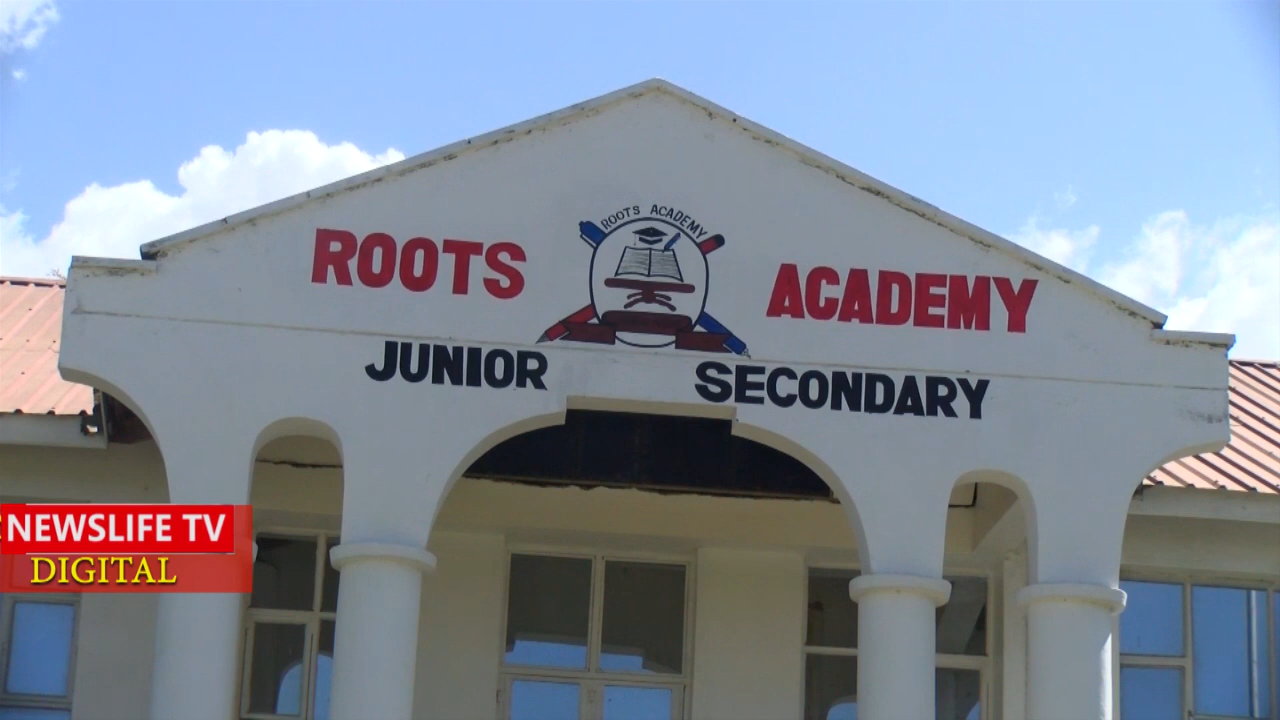 ROOTS ACADEMY
ROOTS ACADEMY
JUNIOR SECONDARY
NEWSLIFE TV
DIGITAL